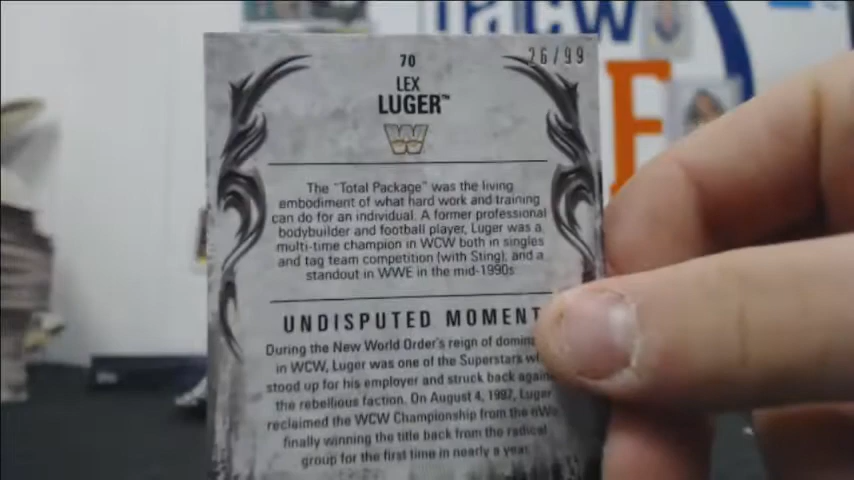 70
26/99
LEX
LUGER™
W
The "Total Package" was the living
embodiment of what hard work and training
can do for an individual. A former professional
bodybuilder and football player, Luger was a
multi-time champion in WCW both in singles
and tag team competition (with Sting), and a
standout in WWE in the mid-1990s.
UNDISPUTED MOMENT
During the New World Order's reign of
in WCW, Luger was one of the Superstars
stood up for his employer and struck back
the rebellious faction. On August 4, 1997, Luger
reclaimed the WCW Championship from the nWo
finally winning the title back from the radical
group for the first time in nearly a year.